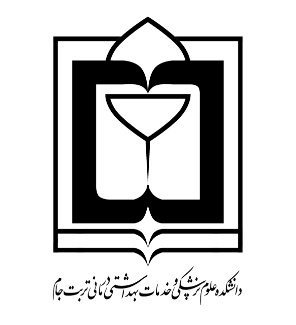 دانشکده علوم پزشکی و خدمات بهداشتی درمانی تربت جام